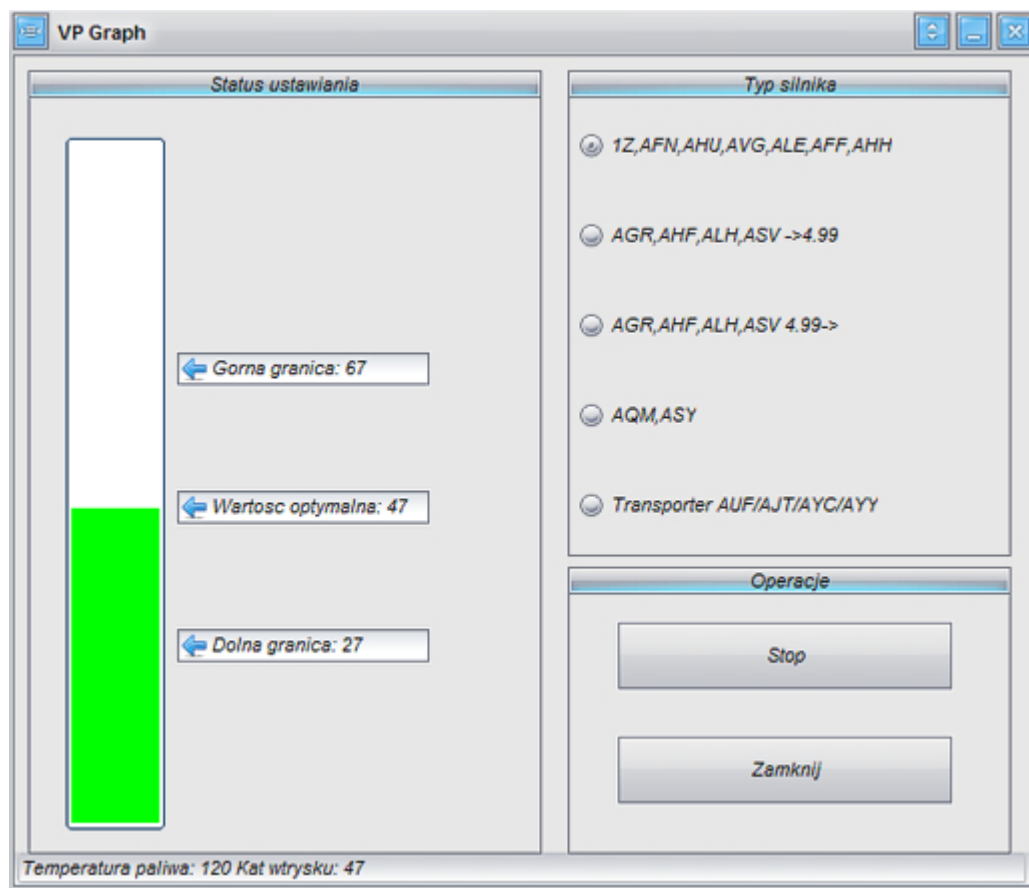 VP Graph
Status ustawiania
Gorna granica: 67
Wartosc optymalna: 47
Dolna granica: 27
Typ silnika
1Z,AFN,AHU,AVG,ALE,AFF,AHH
AGR,AHF,ALH,ASV ->4.99
AGR,AHF,ALH,ASV 4.99->
AQM,ASY
Transporter AUF/AJT/AYC/AYY
Operacje
Stop
Zamknij
Temperatura paliwa: 120 Kat wtrysku: 47